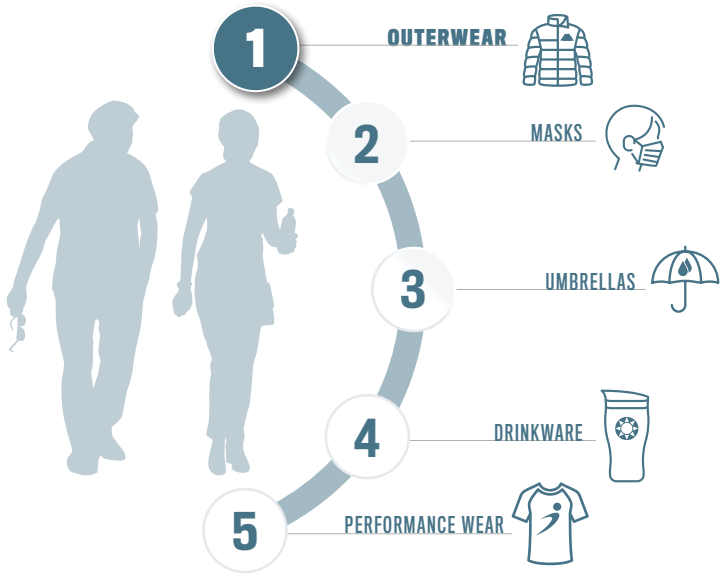 1 OUTERWEAR
2 MASKS
3 UMBRELLAS
4 DRINKWARE
5 PERFORMANCE WEAR